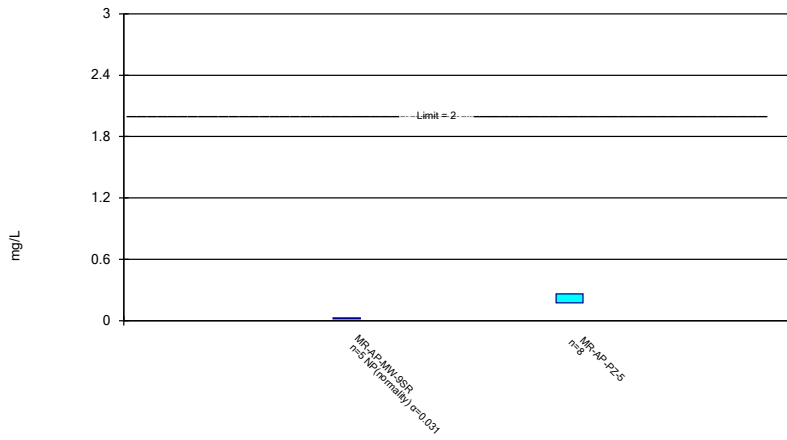 3
2.4
Limit = 2
1.8
1.2
mg/L
0.6
0
MR-AP-MW-9SR
n=5 NP(normality) α=0.031
MR-AP-PZ-5
n=8